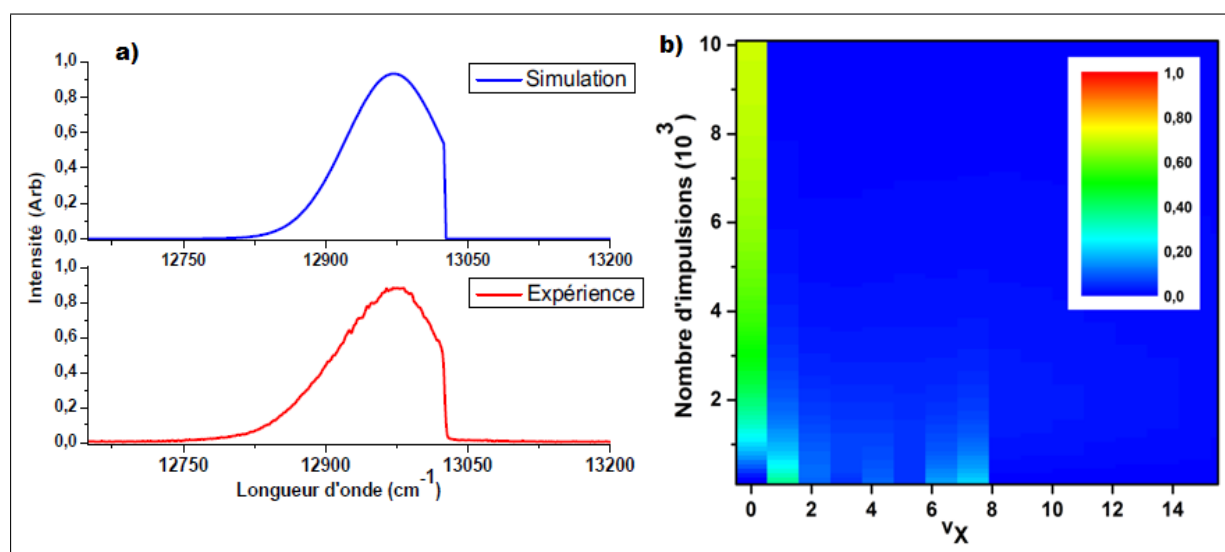 a)
Intensité (Arb)
1,0
0,8
0,6
0,4
0,2
0,0
Simulation
12750 12900 13050 13200
1,0
0,8
0,6
0,4
0,2
0,0
Expérience
12750 12900 13050 13200
Longueur d'onde (cm-1)
b)
Nombre d'impulsions (103)
10
8
6
4
2
1,0
0,80
0,60
0,40
0,20
0,0
0 2 4 6 8 10 12 14
vX